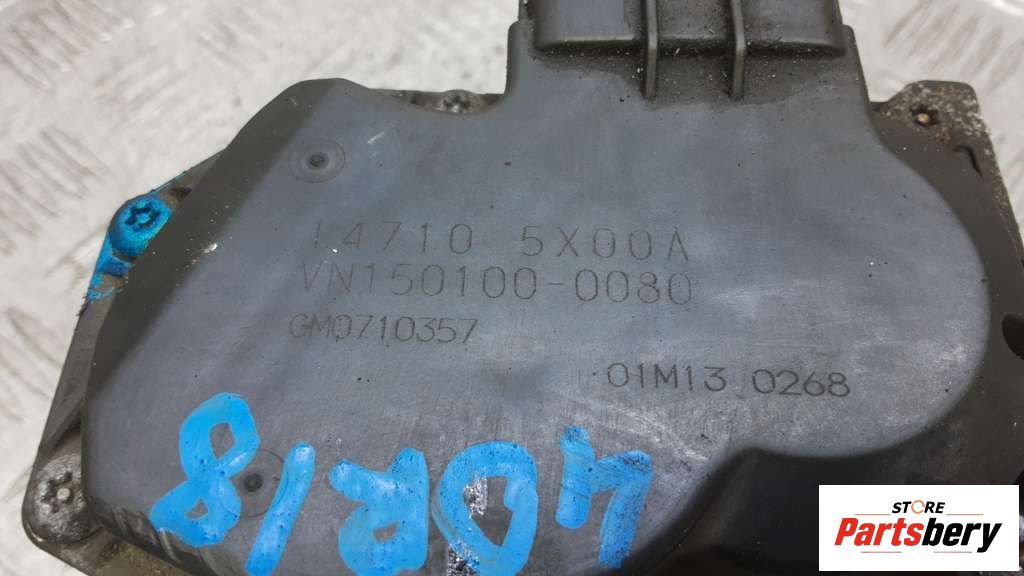 14710 5X00A
VN150100-0080
GM0710357
01M13 0268
40R18
STORE
Partsbery